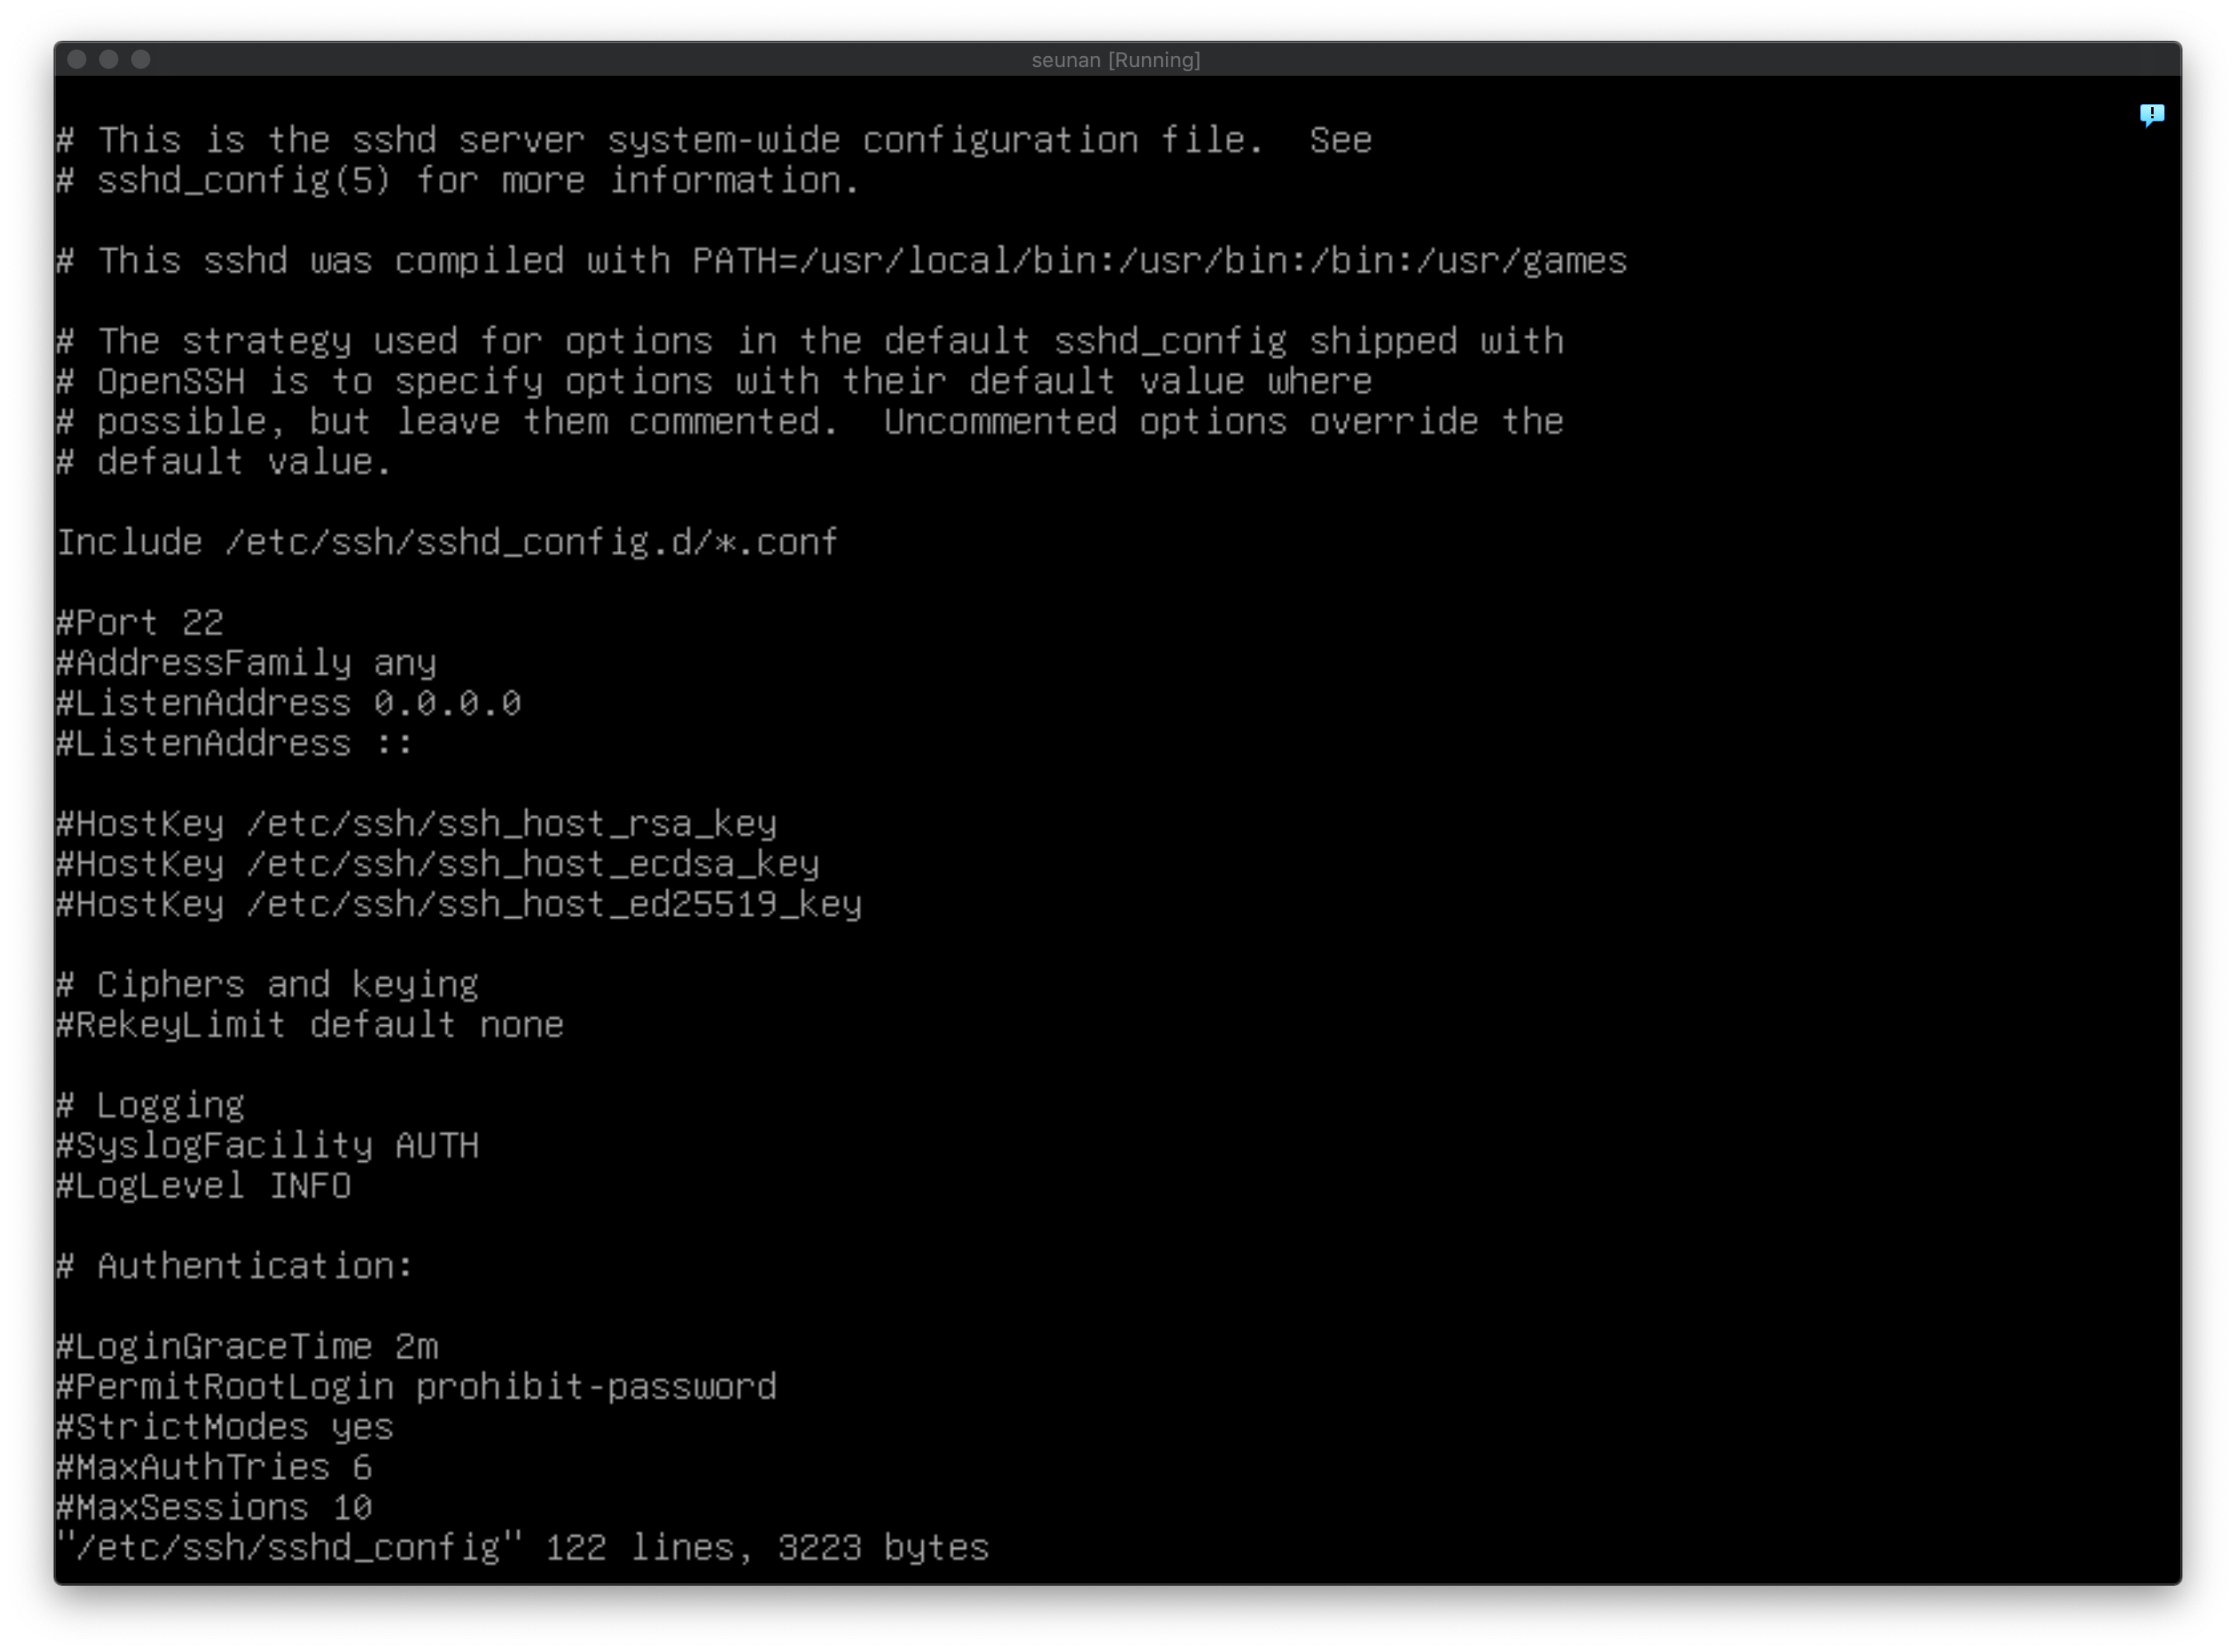 seunan [Running]
# This is the sshd server system-wide configuration file.  See
# sshd_config(5) for more information.
# This sshd was compiled with PATH=/usr/local/bin:/usr/bin:/bin:/usr/games
# The strategy used for options in the default sshd_config shipped with
# OpenSSH is to specify options with their default value where
# possible, but leave them commented.  Uncommented options override the
# default value.
Include /etc/ssh/sshd_config.d/*.conf
#Port 22
#AddressFamily any
#ListenAddress 0.0.0.0
#ListenAddress ::
#HostKey /etc/ssh/ssh_host_rsa_key
#HostKey /etc/ssh/ssh_host_ecdsa_key
#HostKey /etc/ssh/ssh_host_ed25519_key
# Ciphers and keying
#RekeyLimit default none
# Logging
#SyslogFacility AUTH
#LogLevel INFO
# Authentication:
#LoginGraceTime 2m
#PermitRootLogin prohibit-password
#StrictModes yes
#MaxAuthTries 6
#MaxSessions 10
"/etc/ssh/sshd_config" 122 lines, 3223 bytes